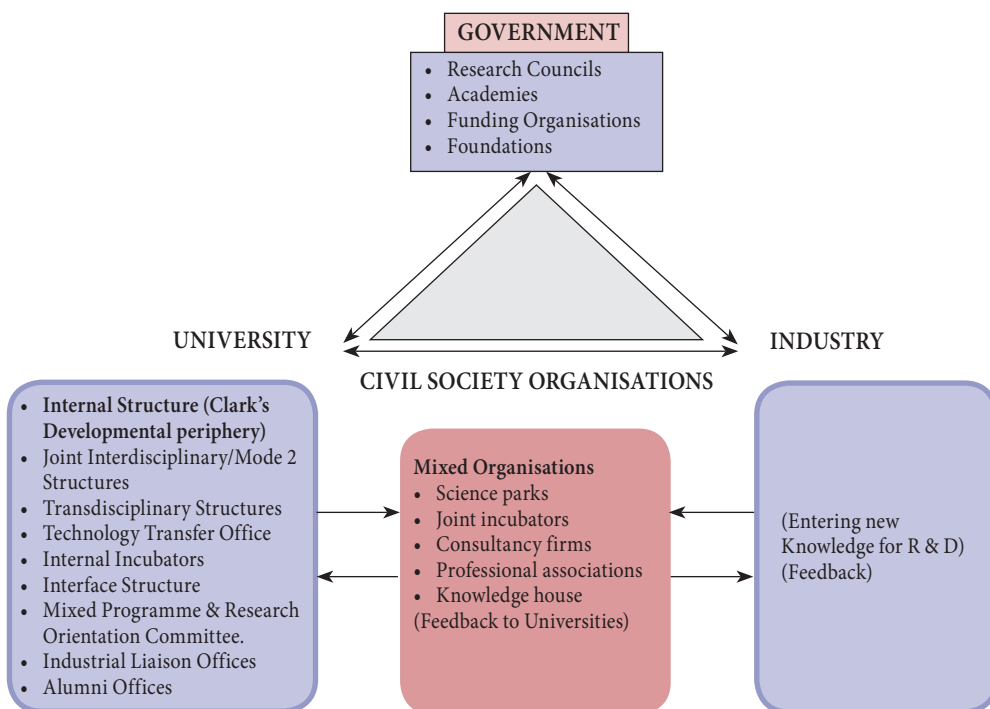 GOVERNMENT
• Research Councils
• Academies
• Funding Organisations
• Foundations
UNIVERSITY
INDUSTRY
CIVIL SOCIETY ORGANISATIONS
• Internal Structure (Clark's
Developmental periphery)
• Joint Interdisciplinary/Mode 2
Structures
• Transdisciplinary Structures
• Technology Transfer Office
• Internal Incubators
• Interface Structure
• Mixed Programme & Research
Orientation Committee.
• Industrial Liaison Offices
• Alumni Offices
Mixed Organisations
• Science parks
• Joint incubators
• Consultancy firms
• Professional associations
• Knowledge house
(Feedback to Universities)
(Entering new
Knowledge for R & D)
(Feedback)